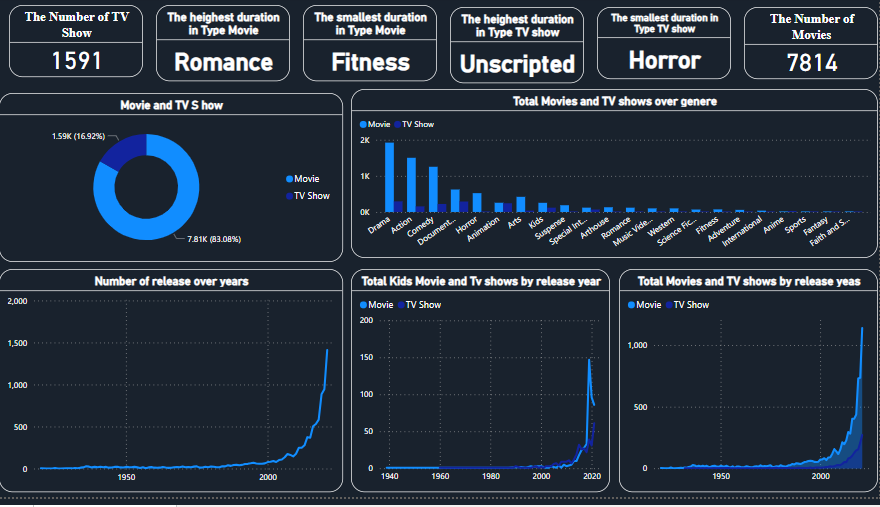 The Number of TV
Show
1591
The heighest duration
in Type Movie
Romance
The smallest duration
in Type Movie
Fitness
The heighest duration
in Type TV show
Unscripted
The smallest duration in
Type TV show
Horror
The Number of
Movies
7814
Movie and TV S how
1.59K (16.92%)
7.81K (83.08%)
Movie
TV Show
Total Movies and TV shows over genere
Movie TV Show
2K
1K
0K
Drama
Action
Comedy
Document...
Horror
Animation
Arts
Kids
Suspense
Special Int...
Arthouse
Romance
Music Vide...
Western
Science Fic...
Fitness
Adventure
International
Anime
Sports
Fantasy
Faith and S...
Number of release over years
2,000
1,500
1,000
500
0
1950 2000
Total Kids Movie and Tv shows by release year
Movie TV Show
200
150
100
50
0
1940 1960 1980 2000 2020
Total Movies and TV shows by release yeas
Movie TV Show
1,000
500
0
1950 2000